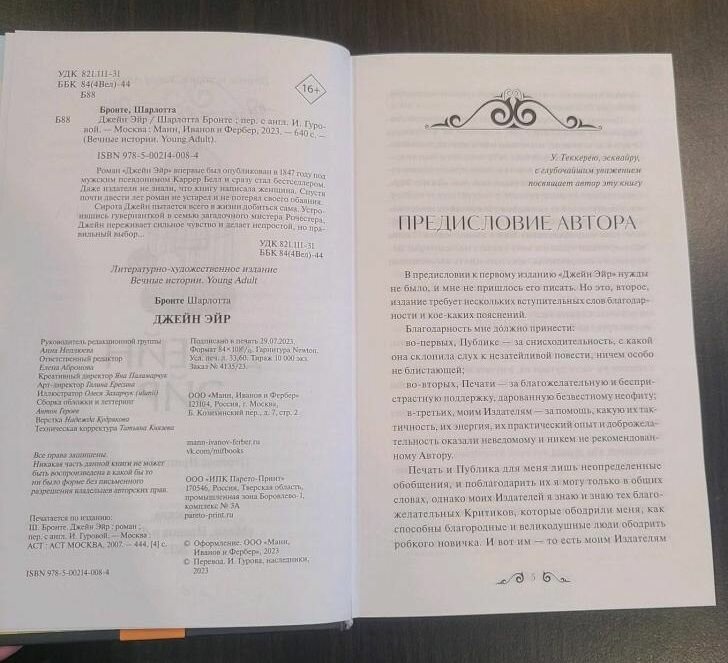 УДК 821.111-31
ББК 84(4Вел)-44
Б88
16+
Бронте, Шарлотта
Б88 Джейн Эйр / Шарлотта Бронте ; пер. с англ. И. Гуро-
вой. — Москва : Манн, Иванов и Фербер, 2023. — 640 с. —
(Вечные истории. Young Adult).
ISBN 978-5-00214-008-4
Роман «Джейн Эйр» впервые был опубликован в 1847 году под
мужским псевдонимом Каррер Белл и сразу стал бестселлером.
Даже издатели не знали, что книгу написала женщина. Спустя
почти двести лет роман не устарел и не потерял своего обаяния.
Сирота Джейн пытается всего в жизни добиться сама. Устро-
ившись гувернанткой в семью загадочного мистера Рочестера,
Джейн переживает сильное чувство и делает непростой, но пра-
вильный выбор...
УДК 821.111-31
ББК 84(4Вел)-44
Литературно-художественное издание
Вечные истории. Young Adult
Бронте Шарлотта
ДЖЕЙН ЭЙР
Руководитель редакционной группы
Анна Неплюева
Ответственный редактор
Елена Абронова
Креативный директор Яна Паламарчук
Арт-директор Галина Ересина
Иллюстратор Олеся Захарчук (ulunii)
Сборка обложки и леттеринг
Антон Героев
Верстка Надежда Кудрякова
Техническая корректура Татьяна Князева
Все права защищены.
Никакая часть данной книги не может
быть воспроизведена в какой бы то
ни было форме без письменного
разрешения владельцев авторских прав.
Печатается по изданию:
Ш. Бронте. Джейн Эйр : роман ;
пер. с англ. И. Гуровой. — Москва :
АСТ : АСТ МОСКВА, 2007. — 444, [4] с.
ISBN 978-5-00214-008-4
Подписано в печать 29.07.2023.
Формат 84×108 1/32. Гарнитура Newton.
Усл. печ. л. 33,60. Тираж 10 000 экз.
Заказ № 4135/23.
ООО «Манн, Иванов и Фербер»
123104, Россия, г. Москва,
Б. Козихинский пер., д. 7, стр. 2
mann-ivanov-ferber.ru
vk.com/mifbooks
ООО «ИПК Парето-Принт»
170546, Россия, Тверская область,
промышленная зона Боровлево-1,
комплекс № 3А
pareto-print.ru
© Оформление. ООО «Манн,
Иванов и Фербер», 2023
© Перевод. И. Гурова, наследники,
2023
У. Теккерею, эсквайру,
с глубочайшим уважением
посвящает автор эту книгу
ПРЕДИСЛОВИЕ АВТОРА
В предисловии к первому изданию «Джейн Эйр» нужды
не было, и мне не пришлось его писать. Но это, второе,
издание требует нескольких вступительных слов благодар-
ности и кое-каких пояснений.
Благодарность мне до́лжно принести:
во-первых, Публике — за снисходительность, с какой
она склонила слух к незатейливой повести, ничем особо
не блистающей;
во-вторых, Печати — за благожелательную и беспри-
страстную поддержку, дарованную безвестному неофиту;
в-третьих, моим Издателям — за помощь, какую их так-
тичность, их энергия, их практический опыт и доброжела-
тельность оказали неведомому и никем не рекомендован-
ному Автору.
Печать и Публика для меня лишь неопределенные
обобщения, и поблагодарить их я могу только в общих
словах, однако моих Издателей я знаю и знаю тех благо-
желательных Критиков, которые ободрили меня, как
способны благородные и великодушные люди ободрить
робкого новичка. И вот им — то есть моим Издателям
5